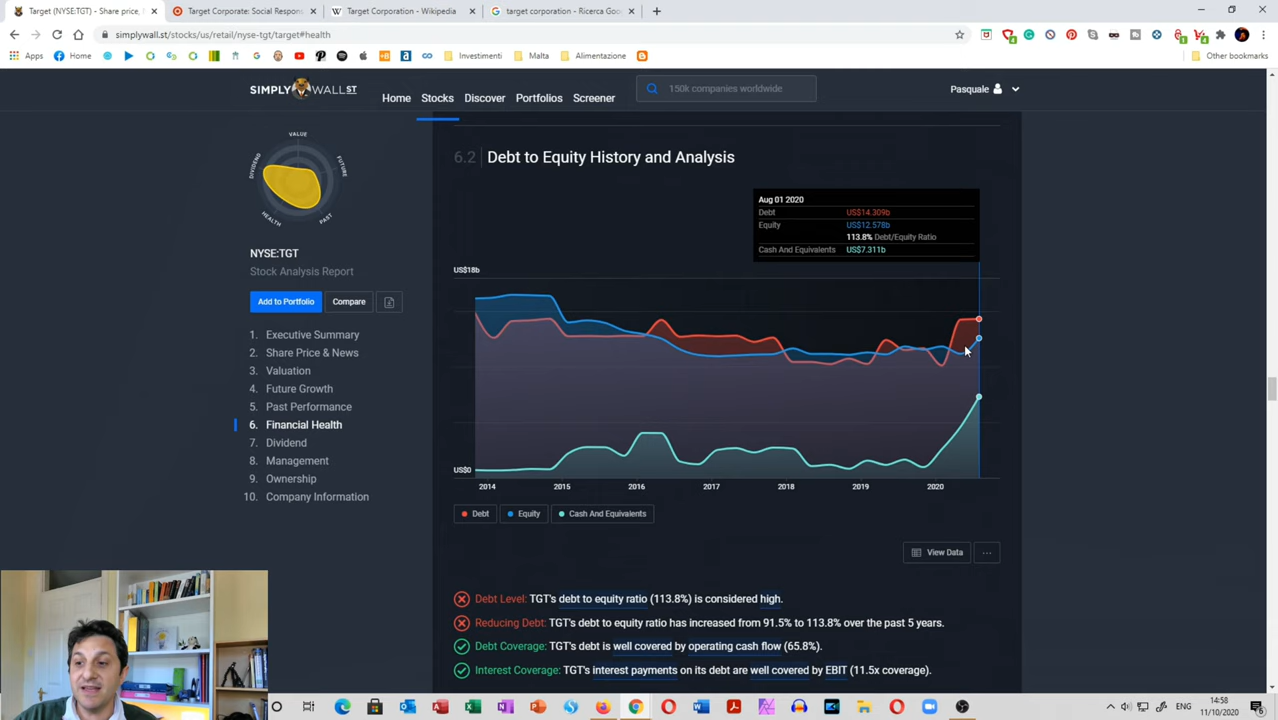 Target (NYSE:TGT) - Share price,
Target Corporate: Social Respons
Target Corporation - Wikipedia
target corporation - Ricerca Goo
simplywall.st/stocks/us/retail/nyse-tgt/target#health
Apps
Home
Investimenti
Malta
Alimentazione
Other bookmarks
SIMPLY WALL ST
Home
Stocks
Discover
Portfolios
Screener
150k companies worldwide
Pasquale
VALUE
FUTURE
PAST
HEALTH
DIVIDEND
NYSE:TGT
Stock Analysis Report
Add to Portfolio
Compare
1. Executive Summary
2. Share Price & News
3. Valuation
4. Future Growth
5. Past Performance
6. Financial Health
7. Dividend
8. Management
9. Ownership
10. Company Information
6.2 Debt to Equity History and Analysis
Aug 01 2020
Debt US$14.309b
Equity US$12.578b
113.8% Debt/Equity Ratio
Cash And Equivalents US$7.311b
US$18b
US$0
2014 2015 2016 2017 2018 2019 2020
Debt
Equity
Cash And Equivalents
View Data
Debt Level: TGT's debt to equity ratio (113.8%) is considered high.
Reducing Debt: TGT's debt to equity ratio has increased from 91.5% to 113.8% over the past 5 years.
Debt Coverage: TGT's debt is well covered by operating cash flow (65.8%).
Interest Coverage: TGT's interest payments on its debt are well covered by EBIT (11.5x coverage).
ENG
14:58
11/10/2020